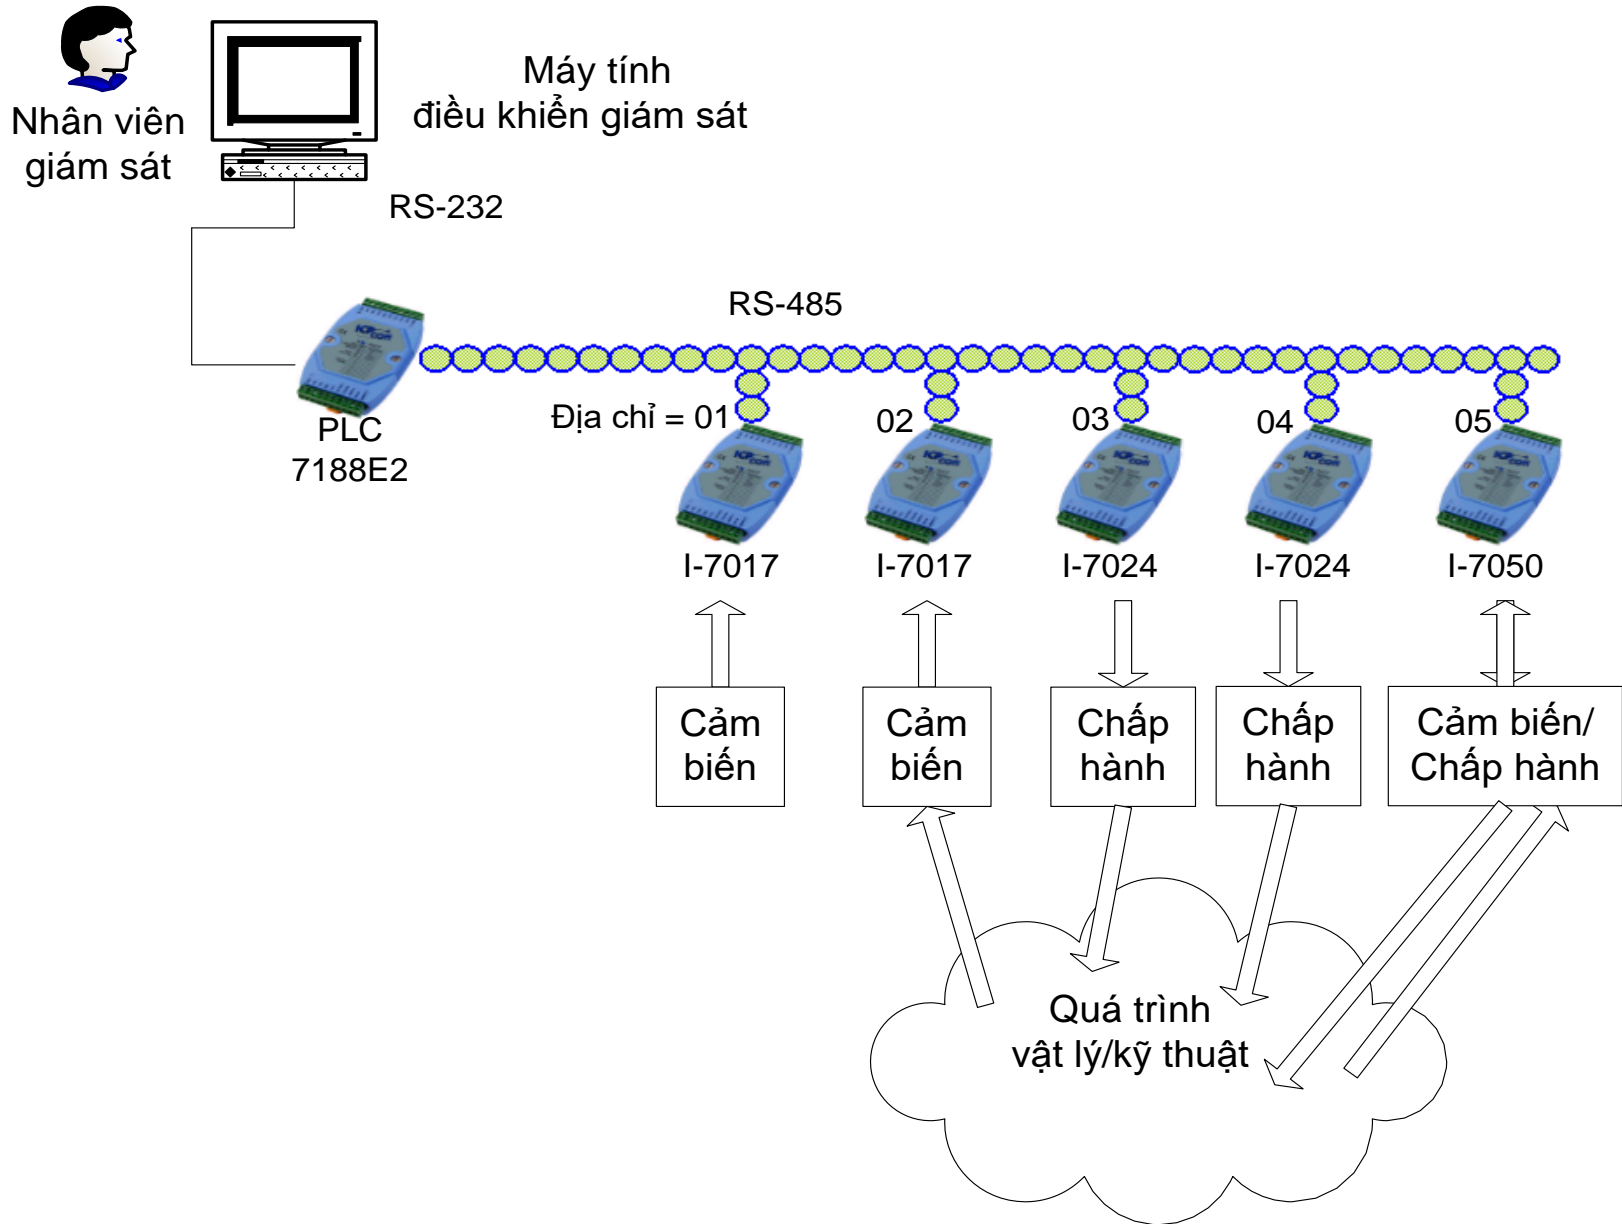 Nhân viên
giám sát
Máy tính
điều khiển giám sát
RS-232
RS-485
PLC
7188E2
Địa chỉ = 01
02
03
04
05
I-7017
I-7017
I-7024
I-7024
I-7050
Cảm
biến
Cảm
biến
Chấp
hành
Chấp
hành
Cảm biến/
Chấp hành
Quá trình
vật lý/kỹ thuật